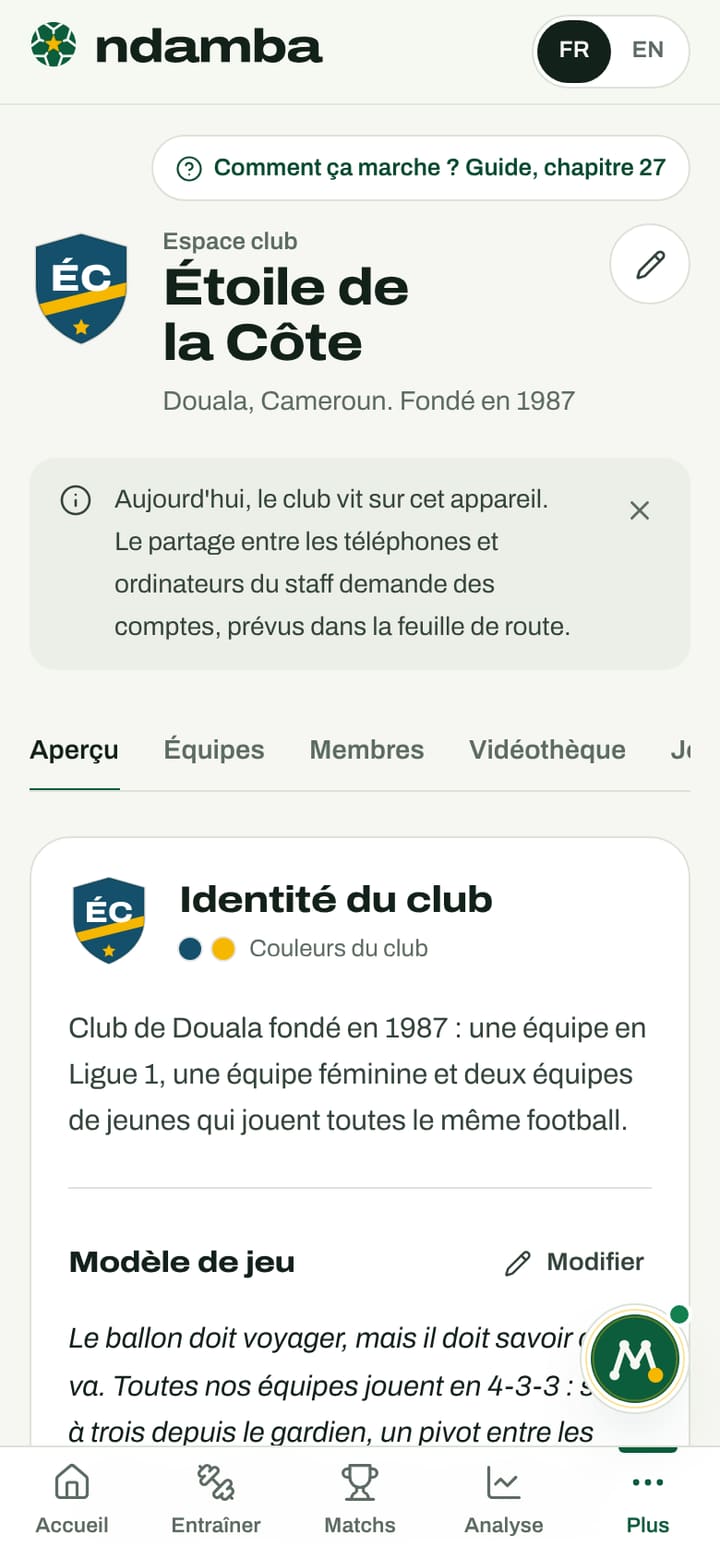 ndamba
FR EN
Comment ça marche ? Guide, chapitre 27
ÉC
Espace club
Étoile de
la Côte
Douala, Cameroun. Fondé en 1987
Aujourd'hui, le club vit sur cet appareil.
Le partage entre les téléphones et
ordinateurs du staff demande des
comptes, prévus dans la feuille de route.
Aperçu Équipes Membres Vidéothèque
ÉC
Identité du club
Couleurs du club
Club de Douala fondé en 1987 : une équipe en
Ligue 1, une équipe féminine et deux équipes
de jeunes qui jouent toutes le même football.
Modèle de jeu Modifier
Le ballon doit voyager, mais il doit savoir
va. Toutes nos équipes jouent en 4-3-3 :
à trois depuis le gardien, un pivot entre les
M
Accueil Entraîner Matchs Analyse Plus